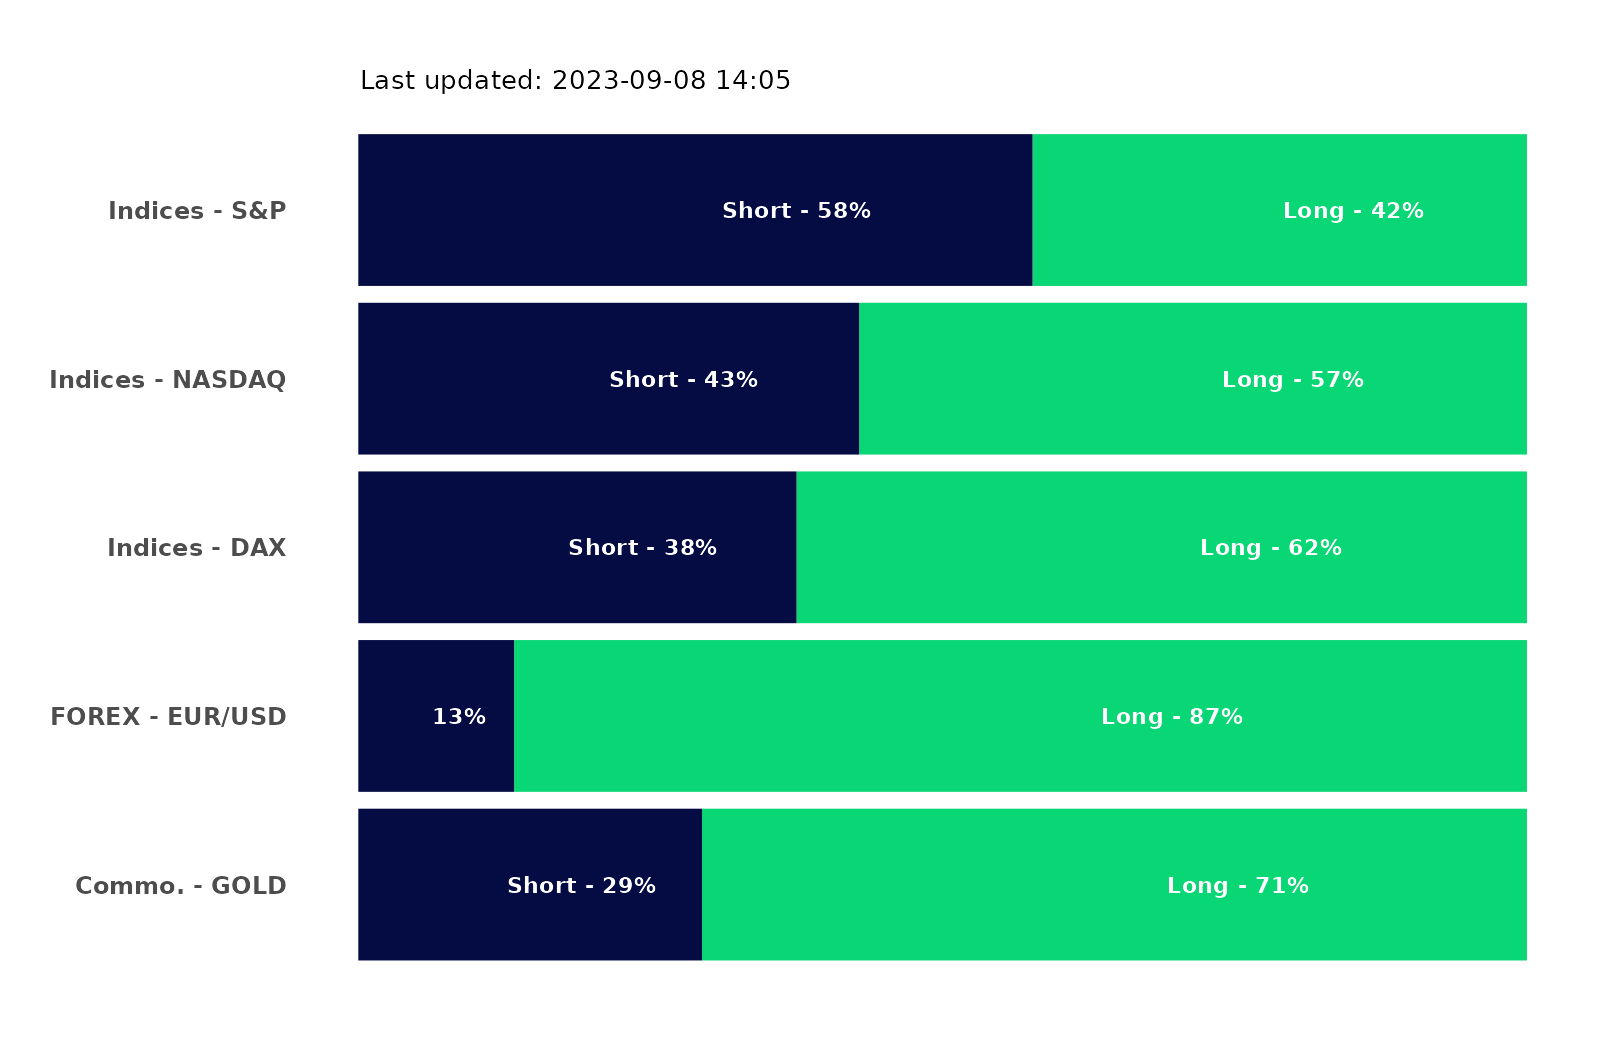 Last updated: 2023-09-08 14:05
Indices - S&P Short - 58% Long - 42%
Indices - NASDAQ Short - 43% Long - 57%
Indices - DAX Short - 38% Long - 62%
FOREX - EUR/USD 13% Long - 87%
Commo. - GOLD Short - 29% Long - 71%